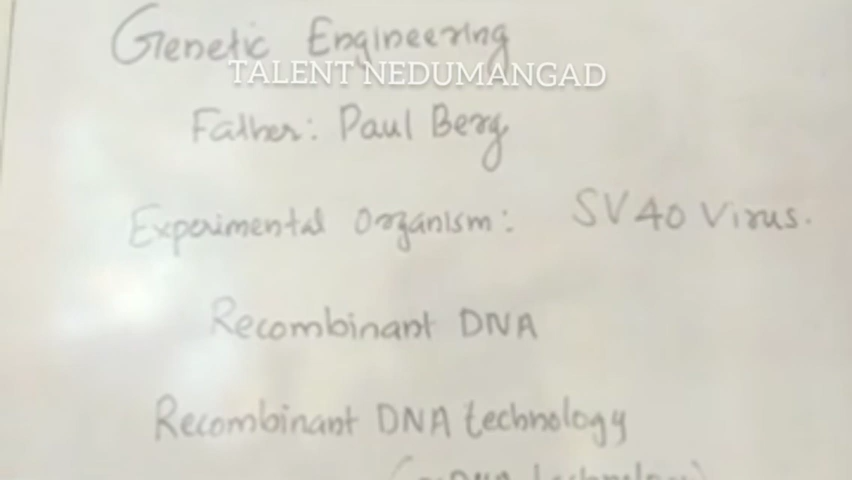 Genetic Engineering
TALENT NEDUMANGAD
Father: Paul Berg
Experimental Organism: SV40 Virus.
Recombinant DNA
Recombinant DNA technology